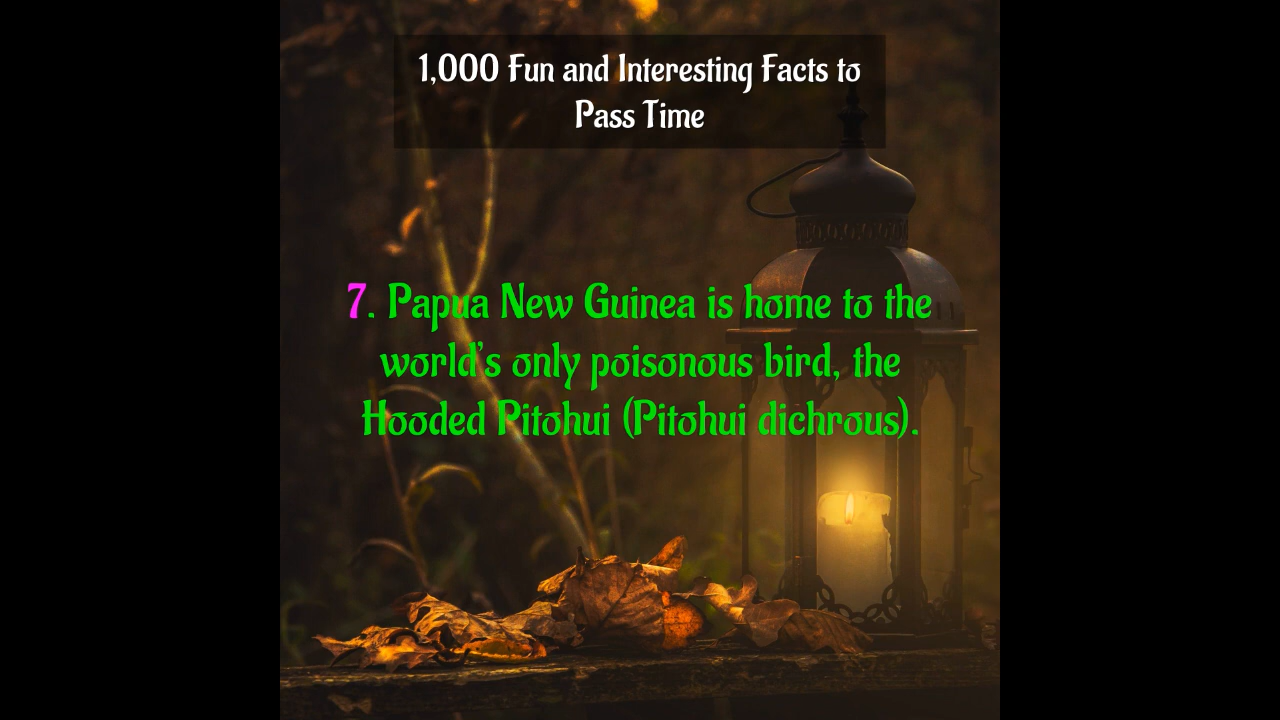 1,000 Fun and Interesting Facts to
Pass Time
7. Papua New Guinea is home to the
world's only poisonous bird, the
Hooded Pitohui (Pitohui dichrous).